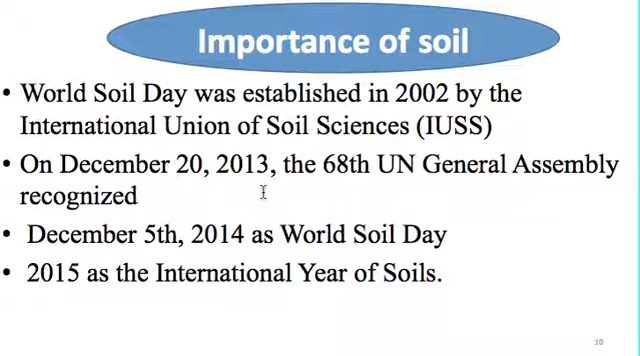 Importance of soil
• World Soil Day was established in 2002 by the
International Union of Soil Sciences (IUSS)
• On December 20, 2013, the 68th UN General Assembly
recognized
• December 5th, 2014 as World Soil Day
• 2015 as the International Year of Soils.
10